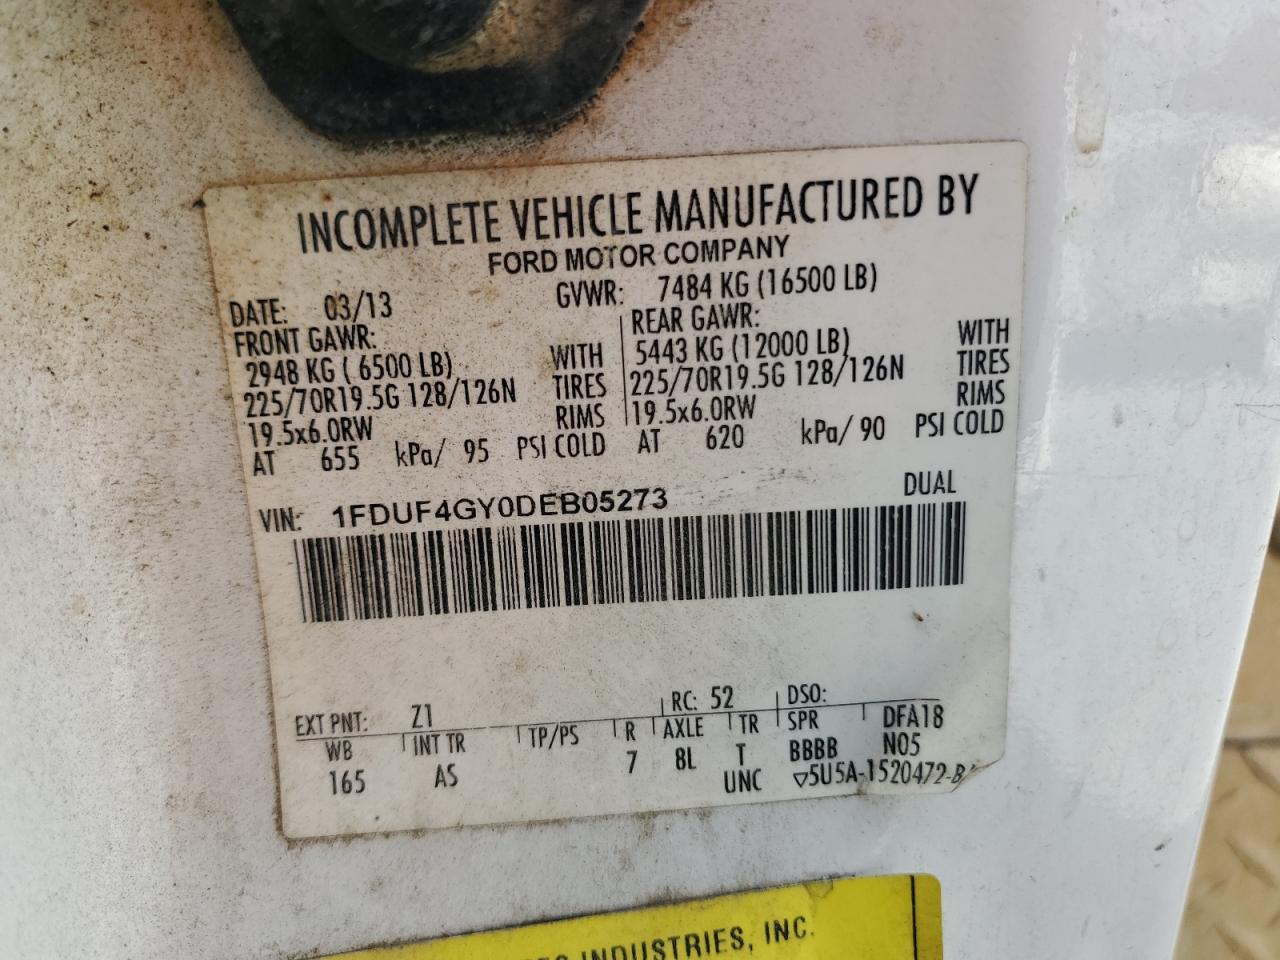 INCOMPLETE VEHICLE MANUFACTURED BY
FORD MOTOR COMPANY
DATE: 03/13 GVWR: 7484 KG (16500 LB)
FRONT GAWR: REAR GAWR:
2948 KG ( 6500 LB) WITH 5443 KG (12000 LB) WITH
225/70R19.5G 128/126N TIRES 225/70R19.5G 128/126N TIRES
19.5x6.0RW RIMS 19.5x6.0RW RIMS
AT 655 kPa/ 95 PSI COLD AT 620 kPa/ 90 PSI COLD
DUAL
VIN: 1FDUF4GY0DEB05273
EXT PNT: Z1 RC: 52 DSO:
WB INT TR TP/PS R AXLE TR SPR DFA18
165 AS 7 8L T BBBB N05
UNC ▽5U5A-1520472-B
INDUSTRIES, INC.